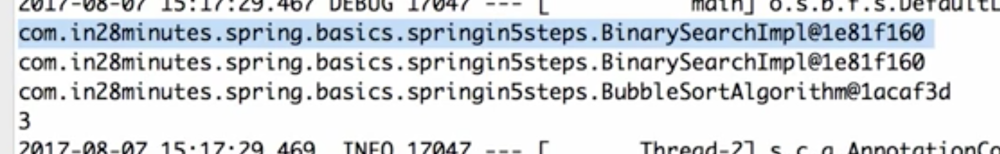 2017-08-07 15:17:29.467 DEBUG 17047 --- [ main] o.s.b.f.s.DefaultL
com.in28minutes.spring.basics.springin5steps.BinarySearchImpl@1e81f160
com.in28minutes.spring.basics.springin5steps.BinarySearchImpl@1e81f160
com.in28minutes.spring.basics.springin5steps.BubbleSortAlgorithm@1acaf3d
3
2017-08-07 15:17:29.469 INFO 17047 --- [ Thread-2] s.c.a.AnnotationCo